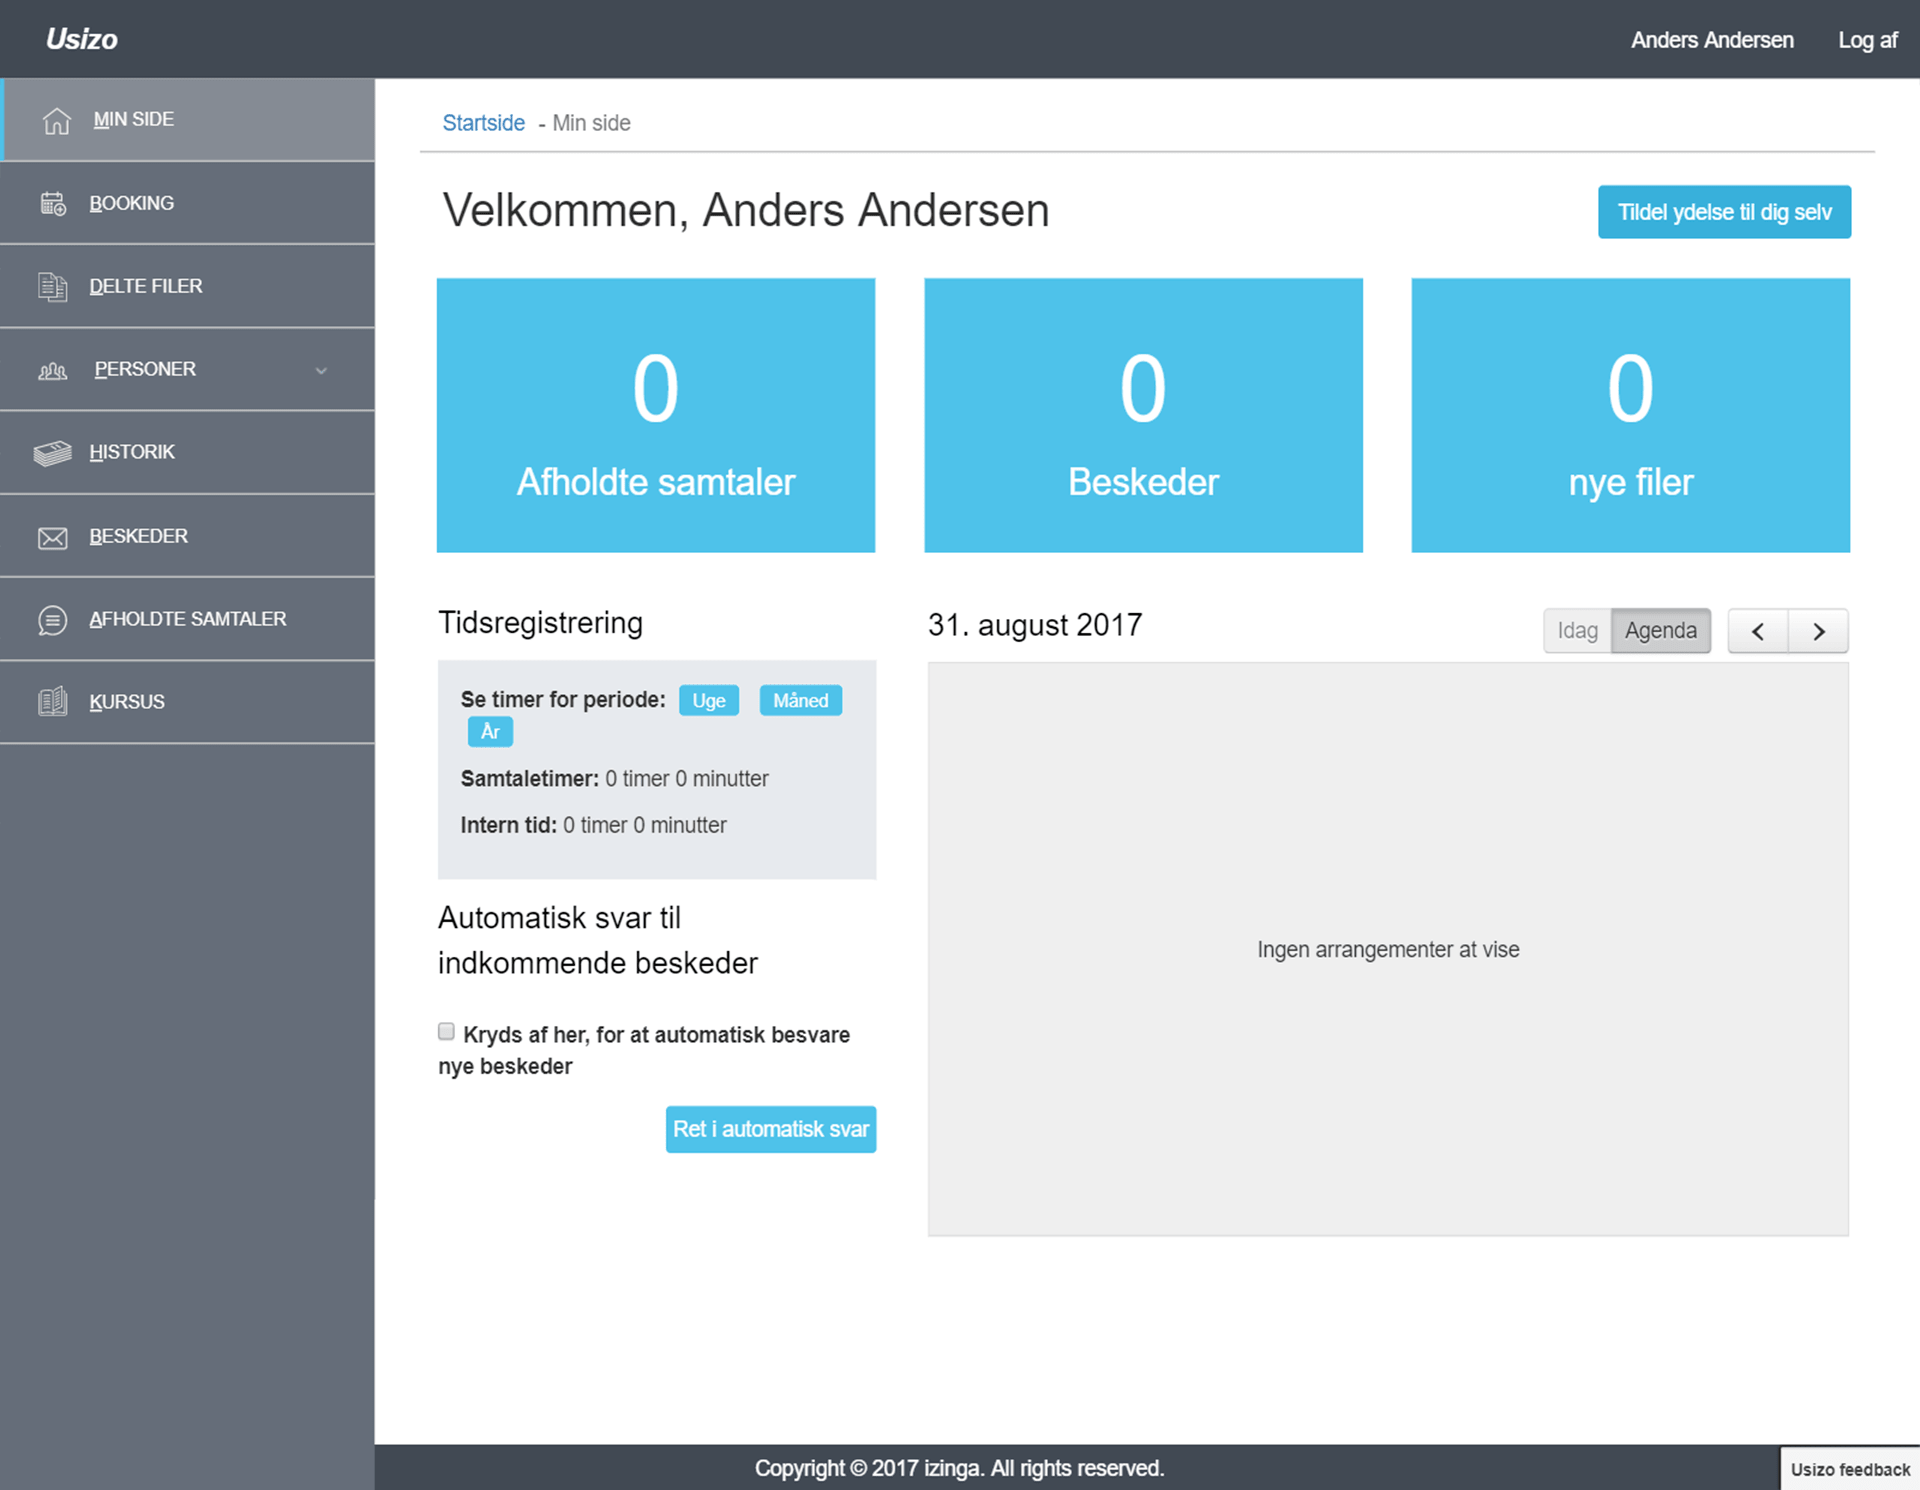 Usizo
Anders Andersen
Log af
MIN SIDE
BOOKING
DELTE FILER
PERSONER
HISTORIK
BESKEDER
AFHOLDTE SAMTALER
KURSUS
Startside - Min side
Velkommen, Anders Andersen
Tildel ydelse til dig selv
0
Afholdte samtaler
0
Beskeder
0
nye filer
Tidsregistrering
Se timer for periode: Uge Måned
År
Samtaletimer: 0 timer 0 minutter
Intern tid: 0 timer 0 minutter
Automatisk svar til
indkommende beskeder
Kryds af her, for at automatisk besvare
nye beskeder
Ret i automatisk svar
31. august 2017
Idag Agenda
Ingen arrangementer at vise
Copyright © 2017 izinga. All rights reserved.
Usizo feedback